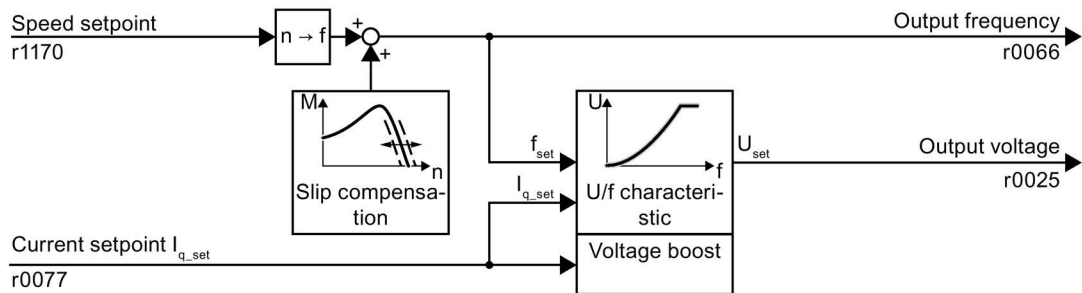 Speed setpoint
r1170
n → f
+
+
Output frequency
r0066
M
n
Slip compensa-
tion
U
f
U/f characteri-
stic
Voltage boost
f_set
I_q_set
U_set
Output voltage
r0025
Current setpoint I_q_set
r0077